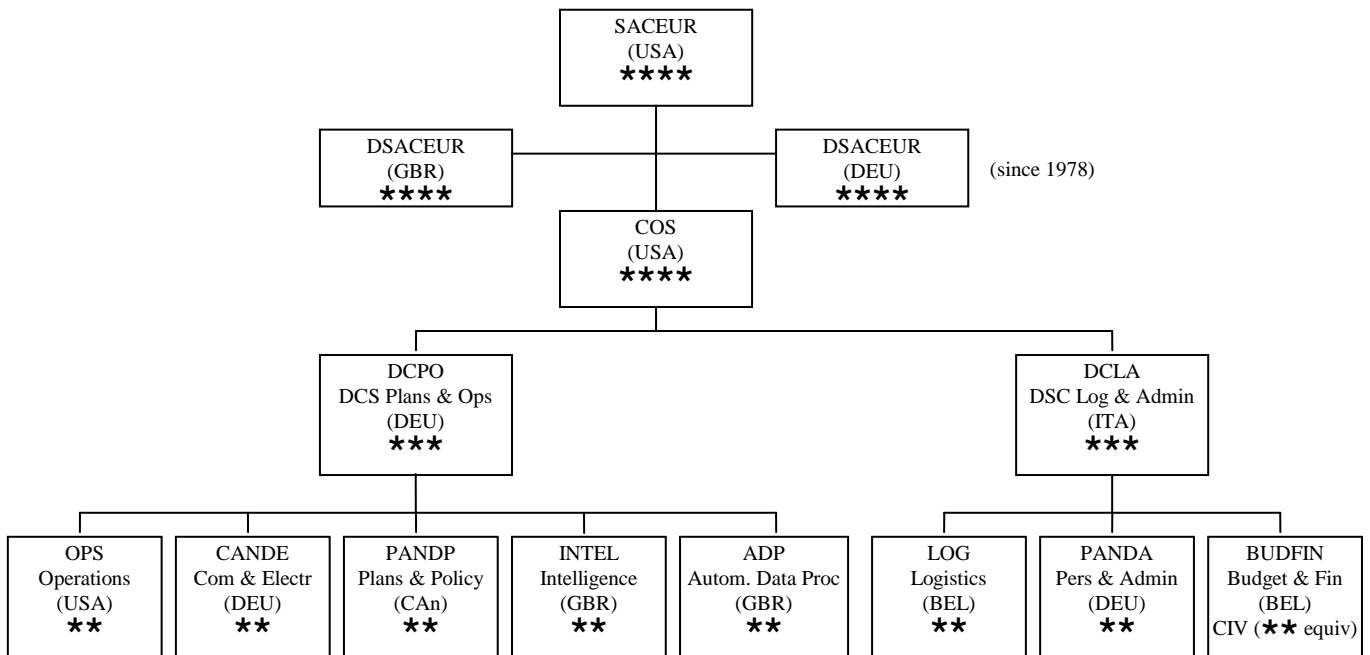 SACEUR
(USA)
★★★★
DSACEUR
(GBR)
★★★★
DSACEUR
(DEU)
★★★★
(since 1978)
COS
(USA)
★★★★
DCPO
DCS Plans & Ops
(DEU)
★★★
DCLA
DSC Log & Admin
(ITA)
★★★
OPS
Operations
(USA)
★★
CANDE
Com & Electr
(DEU)
★★
PANDP
Plans & Policy
(CAn)
★★
INTEL
Intelligence
(GBR)
★★
ADP
Autom. Data Proc
(GBR)
★★
LOG
Logistics
(BEL)
★★
PANDA
Pers & Admin
(DEU)
★★
BUDFIN
Budget & Fin
(BEL)
CIV (★★ equiv)